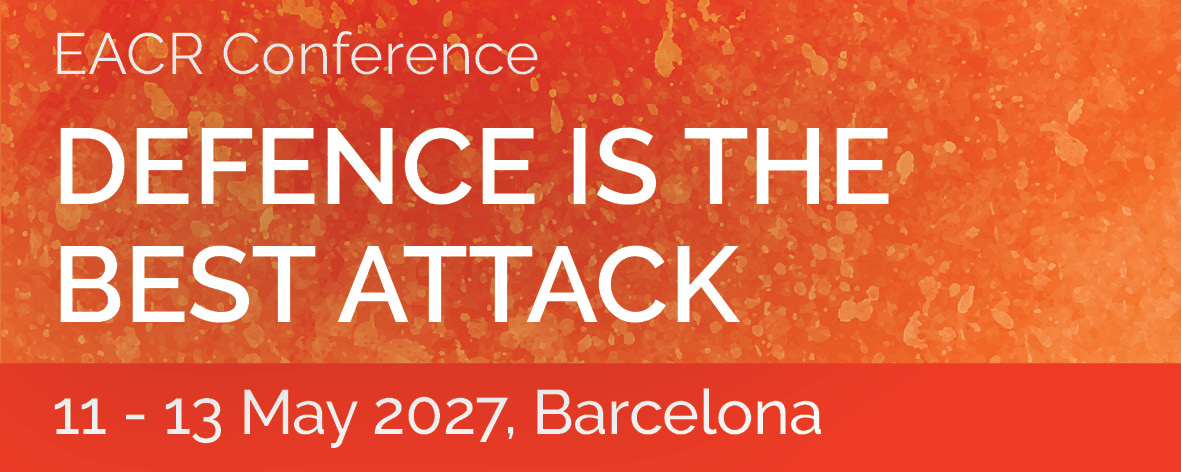 EACR Conference
DEFENCE IS THE
BEST ATTACK
11 - 13 May 2027, Barcelona